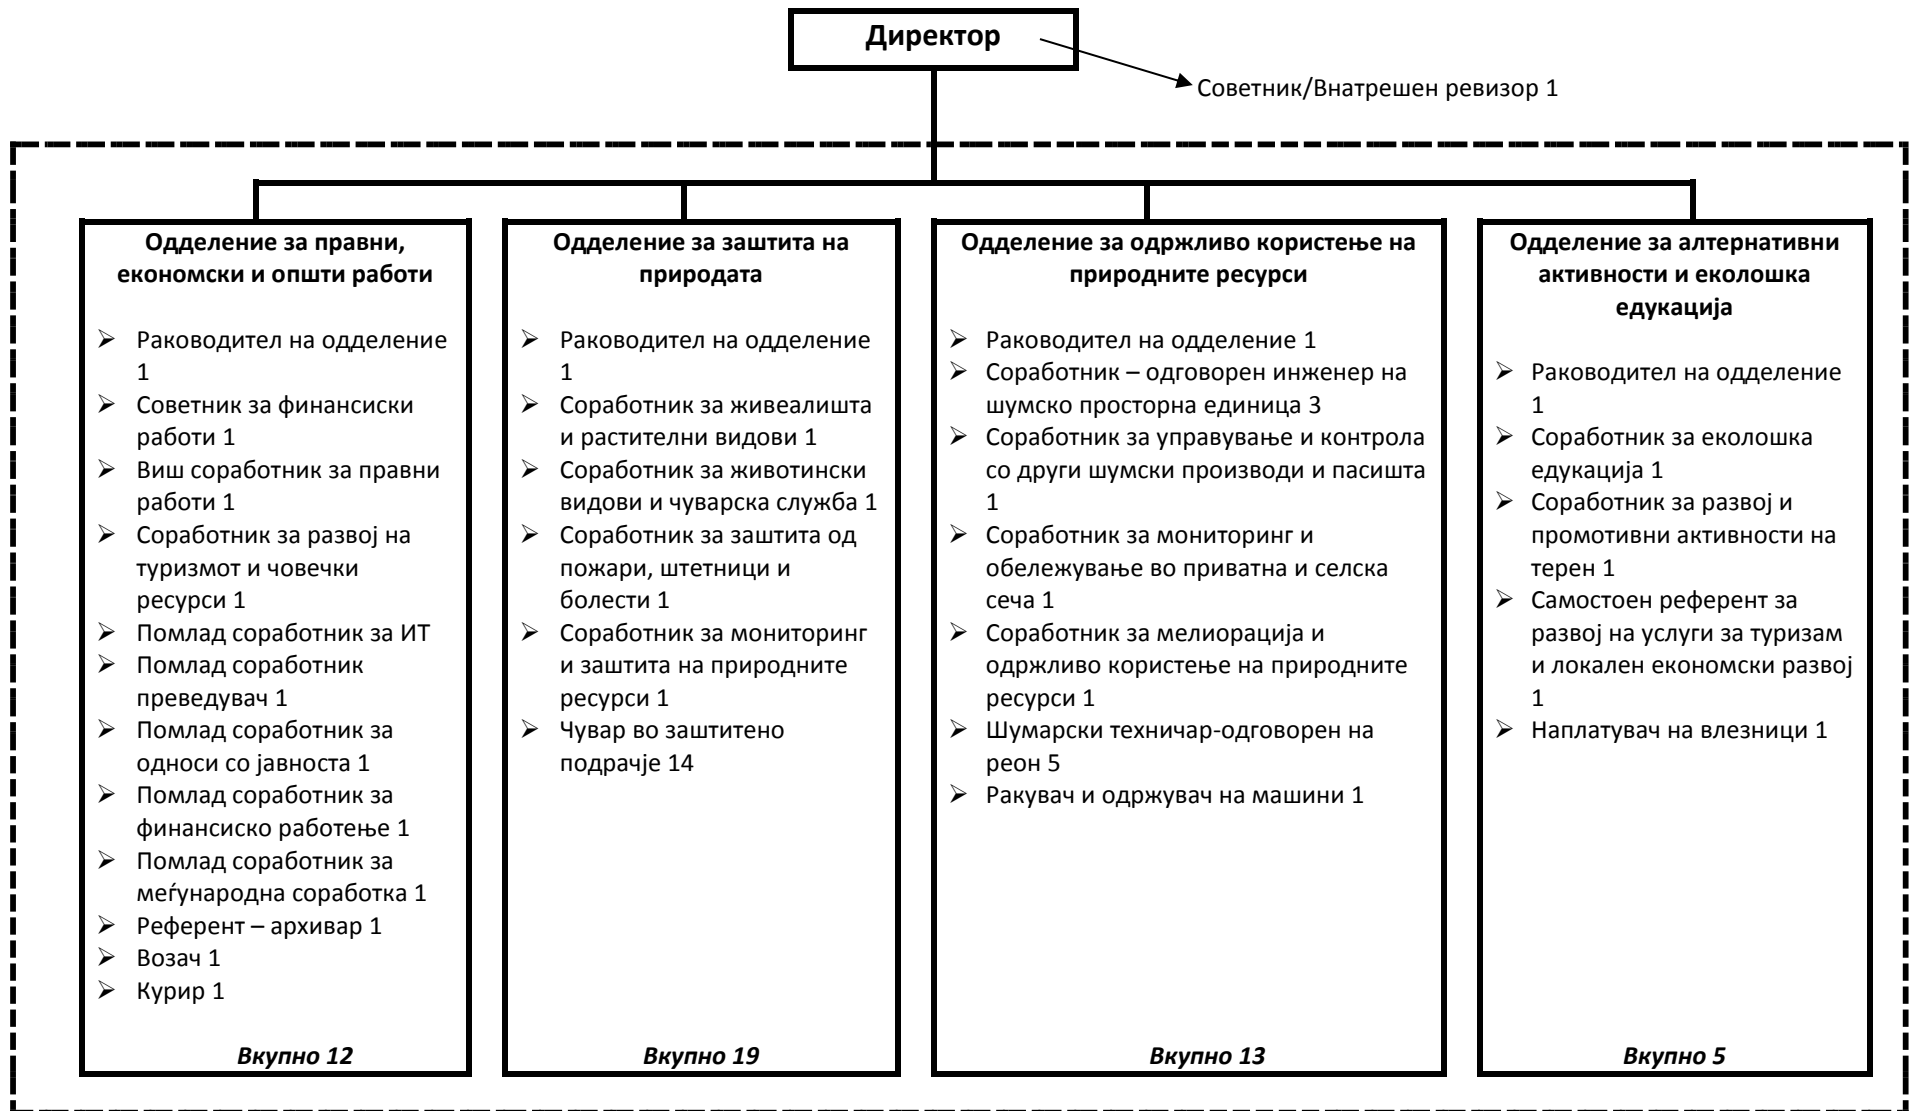 Директор
Советник/Внатрешен ревизор 1
Одделение за правни,
економски и општи работи
➢ Раководител на одделение
1
➢ Советник за финансиски
работи 1
➢ Виш соработник за правни
работи 1
➢ Соработник за развој на
туризмот и човечки
ресурси 1
➢ Помлад соработник за ИТ
➢ Помлад соработник
преведувач 1
➢ Помлад соработник за
односи со јавноста 1
➢ Помлад соработник за
финансиско работење 1
➢ Помлад соработник за
меѓународна соработка 1
➢ Референт – архивар 1
➢ Возач 1
➢ Курир 1
Вкупно 12
Одделение за заштита на
природата
➢ Раководител на одделение
1
➢ Соработник за живеалишта
и растителни видови 1
➢ Соработник за животински
видови и чуварска служба 1
➢ Соработник за заштита од
пожари, штетници и
болести 1
➢ Соработник за мониторинг
и заштита на природните
ресурси 1
➢ Чувар во заштитено
подрачје 14
Вкупно 19
Одделение за одржливо користење на
природните ресурси
➢ Раководител на одделение 1
➢ Соработник – одговорен инженер на
шумско просторна единица 3
➢ Соработник за управување и контрола
со други шумски производи и пасишта
1
➢ Соработник за мониторинг и
обележување во приватна и селска
сеча 1
➢ Соработник за мелиорација и
одржливо користење на природните
ресурси 1
➢ Шумарски техничар-одговорен на
реон 5
➢ Ракувач и одржувач на машини 1
Вкупно 13
Одделение за алтернативни
активности и еколошка
едукација
➢ Раководител на одделение
1
➢ Соработник за еколошка
едукација 1
➢ Соработник за развој и
промотивни активности на
терен 1
➢ Самостоен референт за
развој на услуги за туризам
и локален економски развој
1
➢ Наплатувач на влезници 1
Вкупно 5